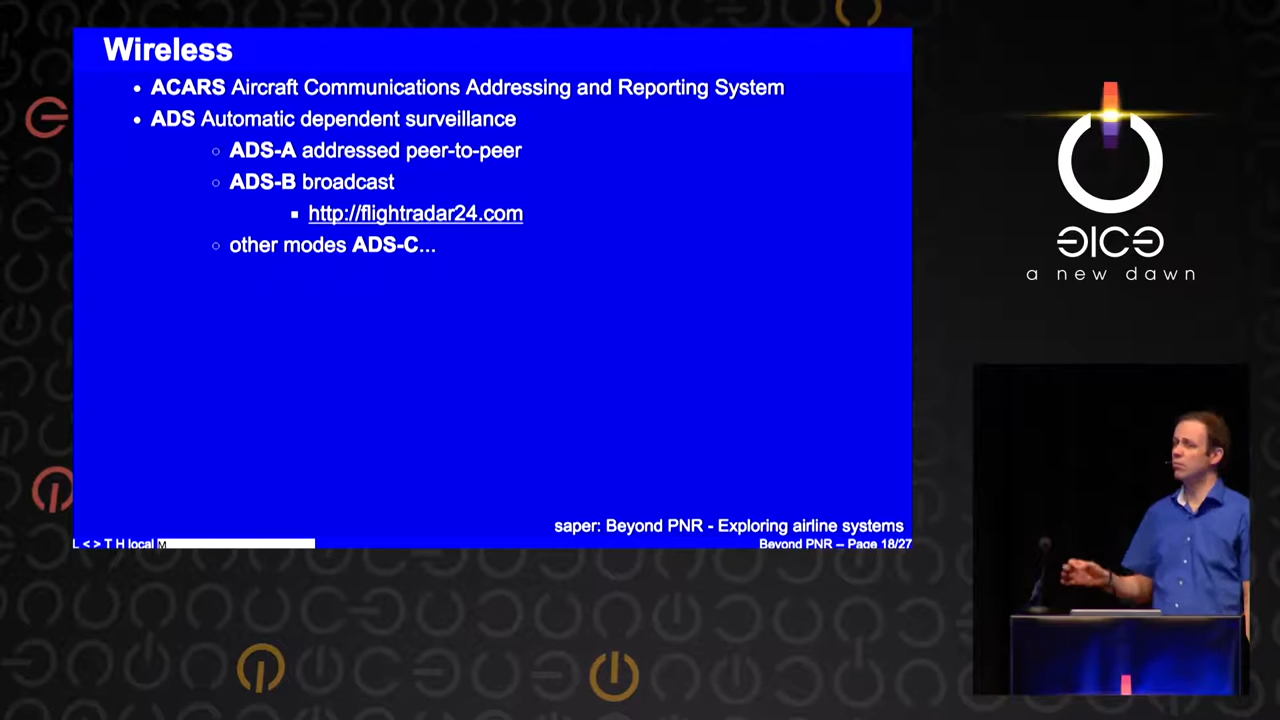 Wireless
• ACARS Aircraft Communications Addressing and Reporting System
• ADS Automatic dependent surveillance
○ ADS-A addressed peer-to-peer
○ ADS-B broadcast
▪ http://flightradar24.com
○ other modes ADS-C...
saper: Beyond PNR - Exploring airline systems
L < > T H local M
Beyond PNR – Page 18/27
a new dawn